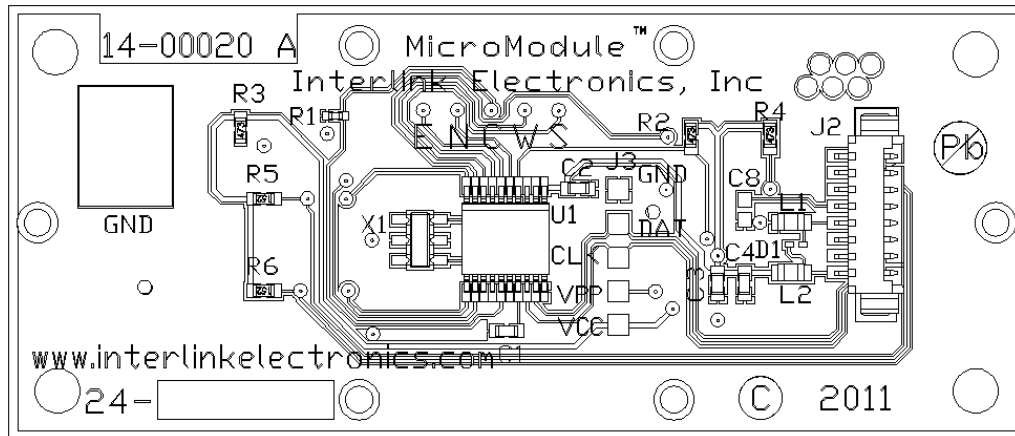 14-00020 A
MicroModule™
Interlink Electronics, Inc
R3
R1
E N C W S
R2
R4
J2
Pb
R5
C2
J3
GND
C8
GND
X1
U1
DAT
L1
D1
CLK
C4
R6
C3
VPP
L2
VCC
C1
www.interlinkelectronics.com
24-
C
2011